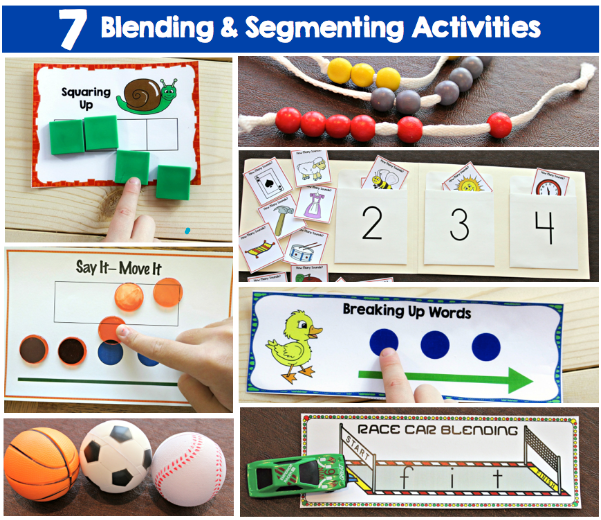 7 Blending & Segmenting Activities
Squaring
Up
2 3 4
Say It– Move It
Breaking Up Words
RACE CAR BLENDING
START
f i t
FINISH